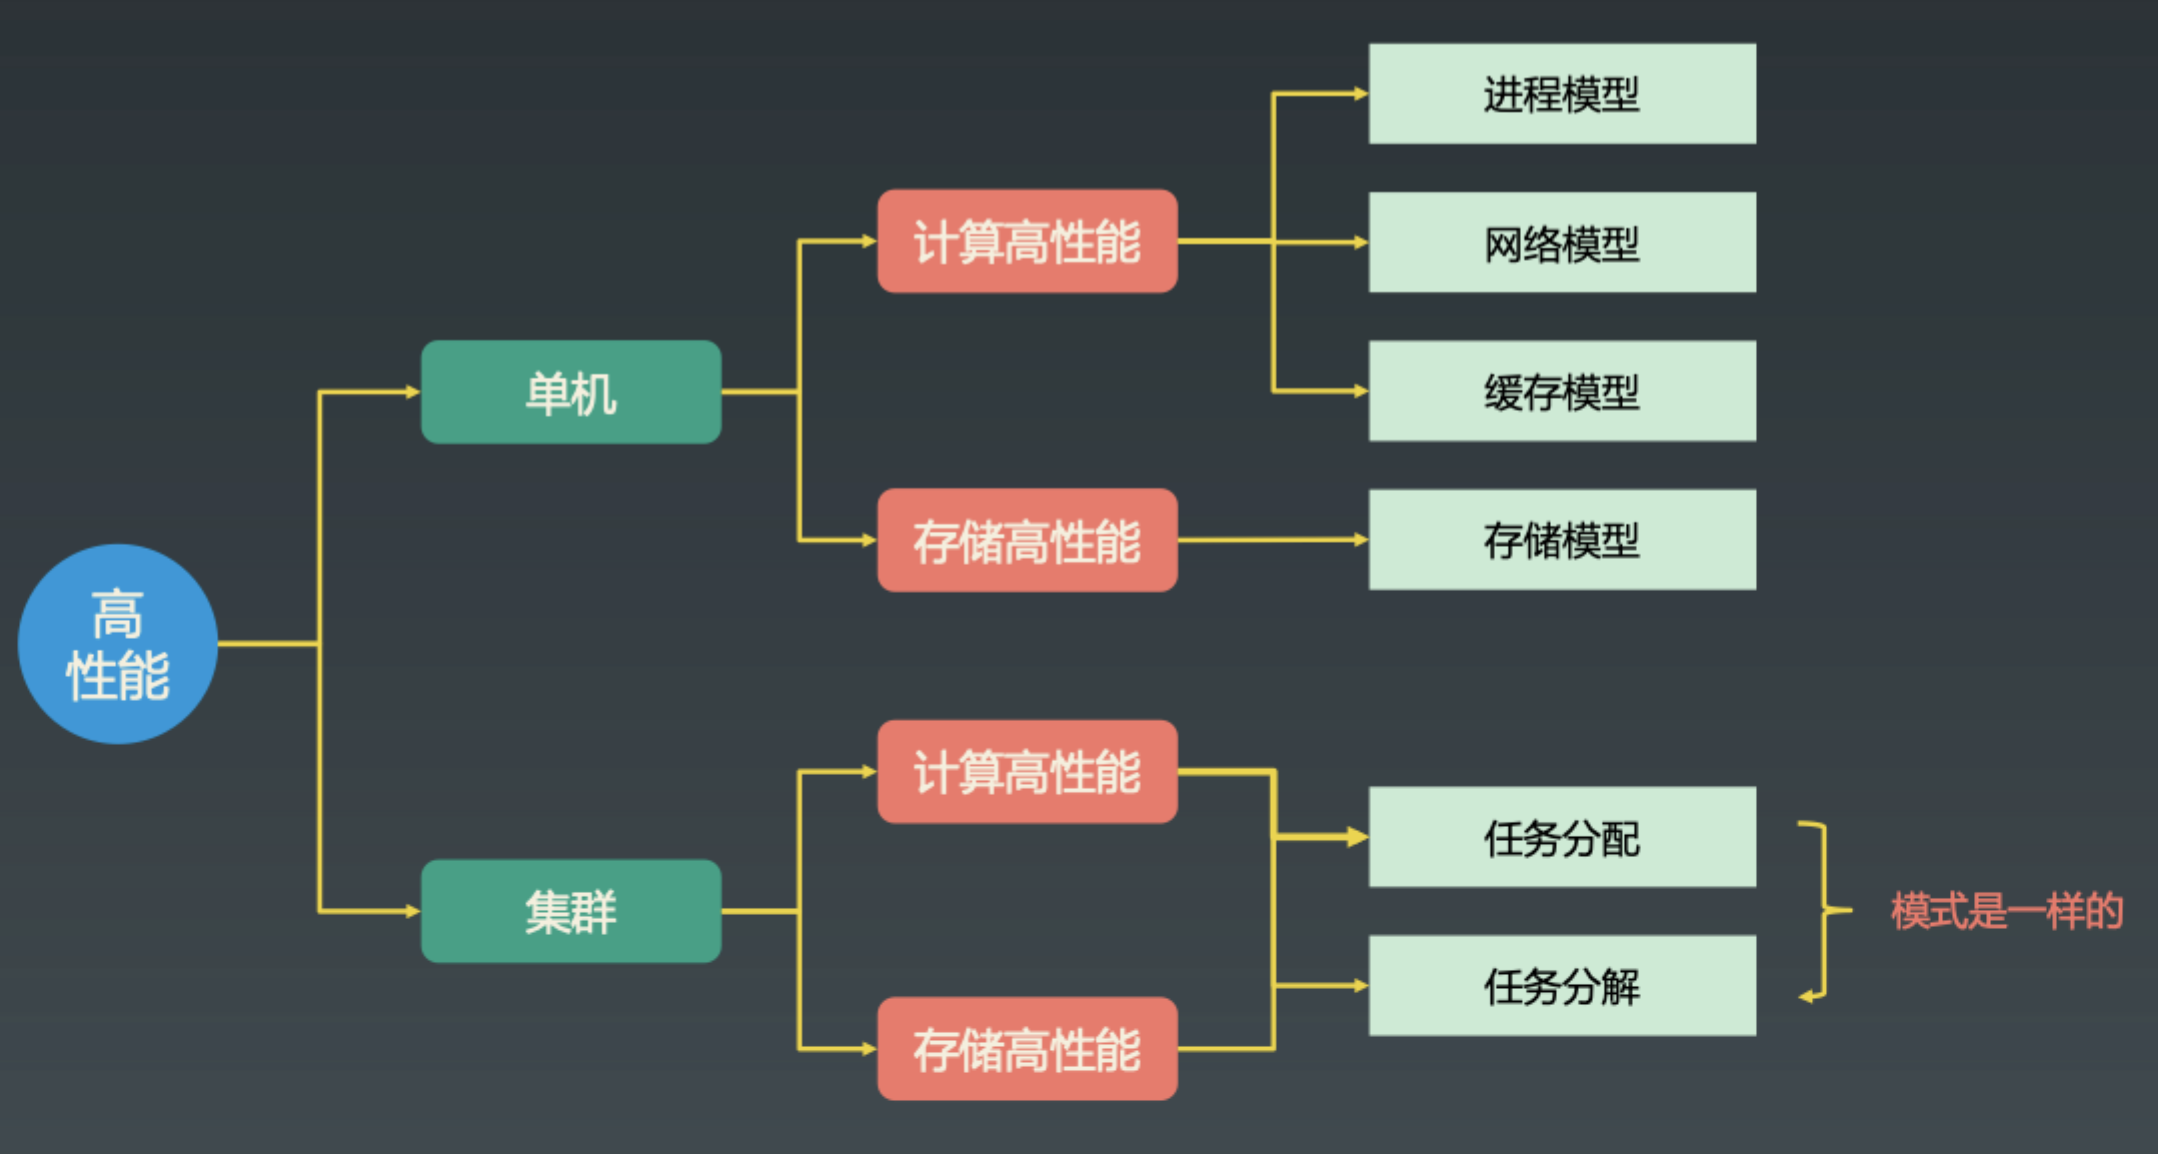 高
性能
单机
集群
计算高性能
存储高性能
计算高性能
存储高性能
进程模型
网络模型
缓存模型
存储模型
任务分配
任务分解
模式是一样的